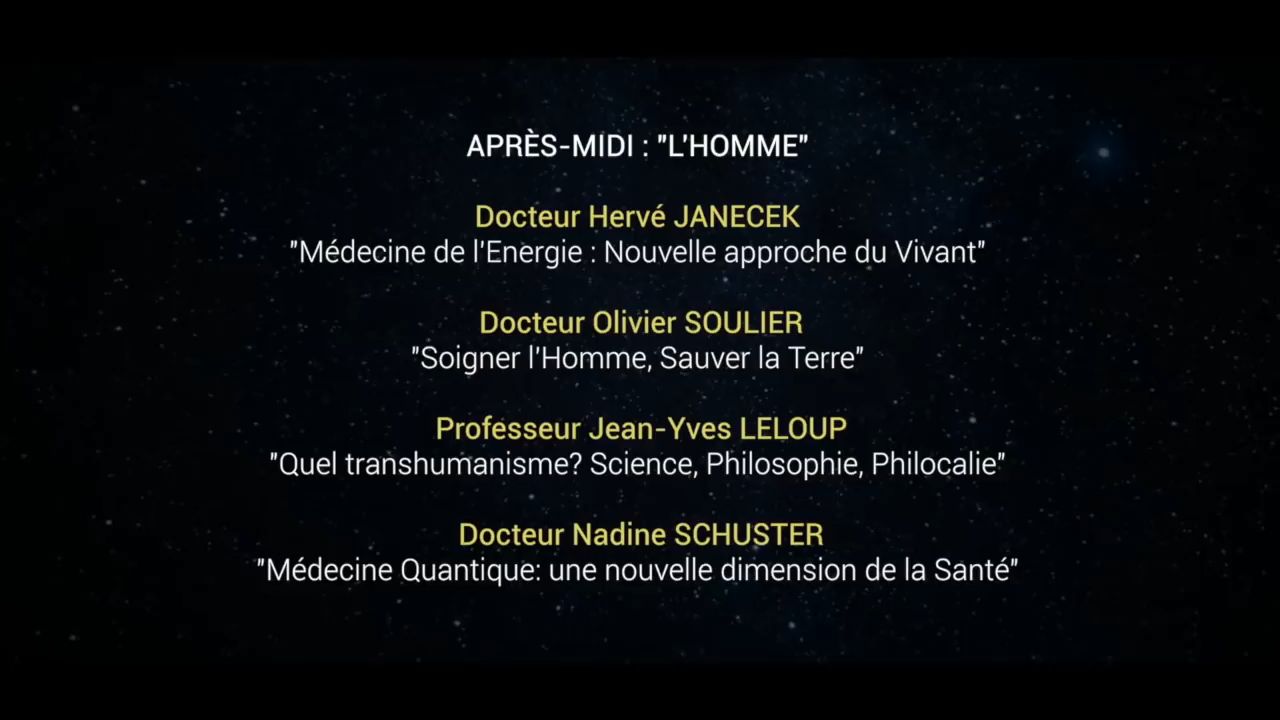 APRÈS-MIDI : "L'HOMME"
Docteur Hervé JANECEK
"Médecine de l'Energie : Nouvelle approche du Vivant"
Docteur Olivier SOULIER
"Soigner l'Homme, Sauver la Terre"
Professeur Jean-Yves LELOUP
"Quel transhumanisme? Science, Philosophie, Philocalie"
Docteur Nadine SCHUSTER
"Médecine Quantique: une nouvelle dimension de la Santé"